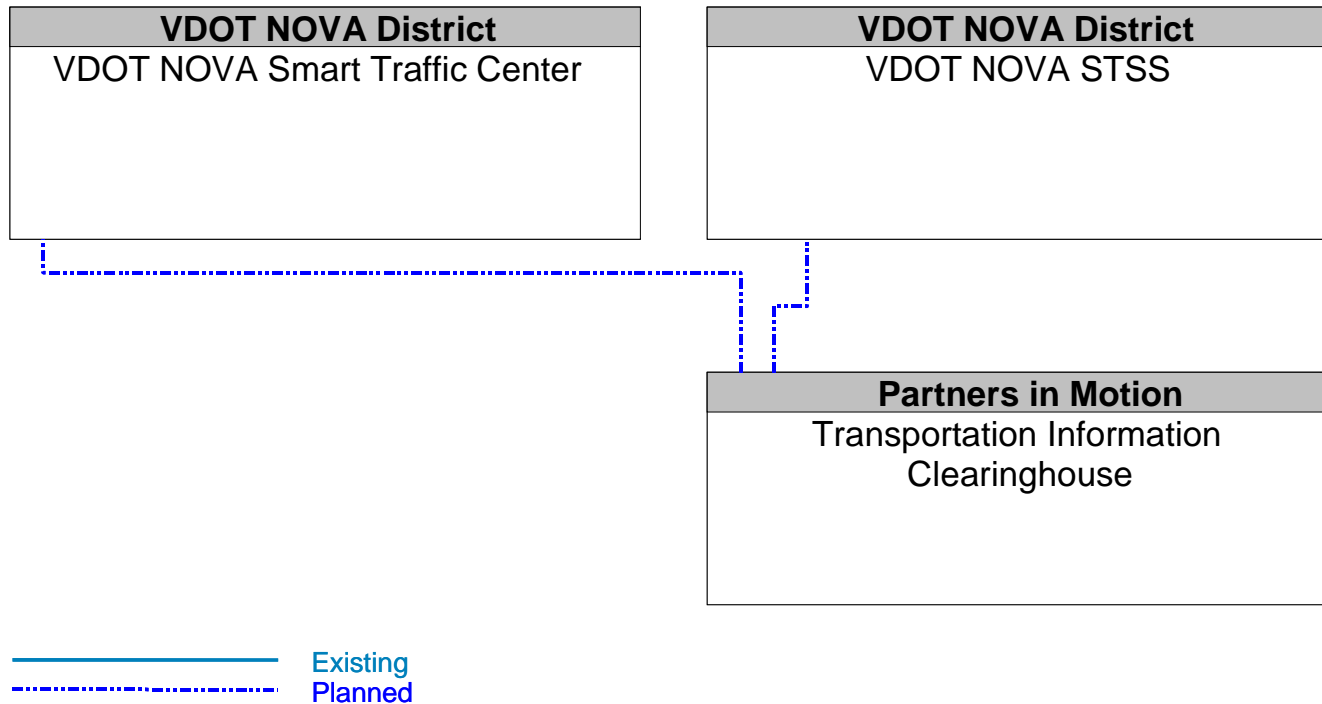 VDOT NOVA District
VDOT NOVA Smart Traffic Center
VDOT NOVA District
VDOT NOVA STSS
Partners in Motion
Transportation Information
Clearinghouse
Existing
Planned